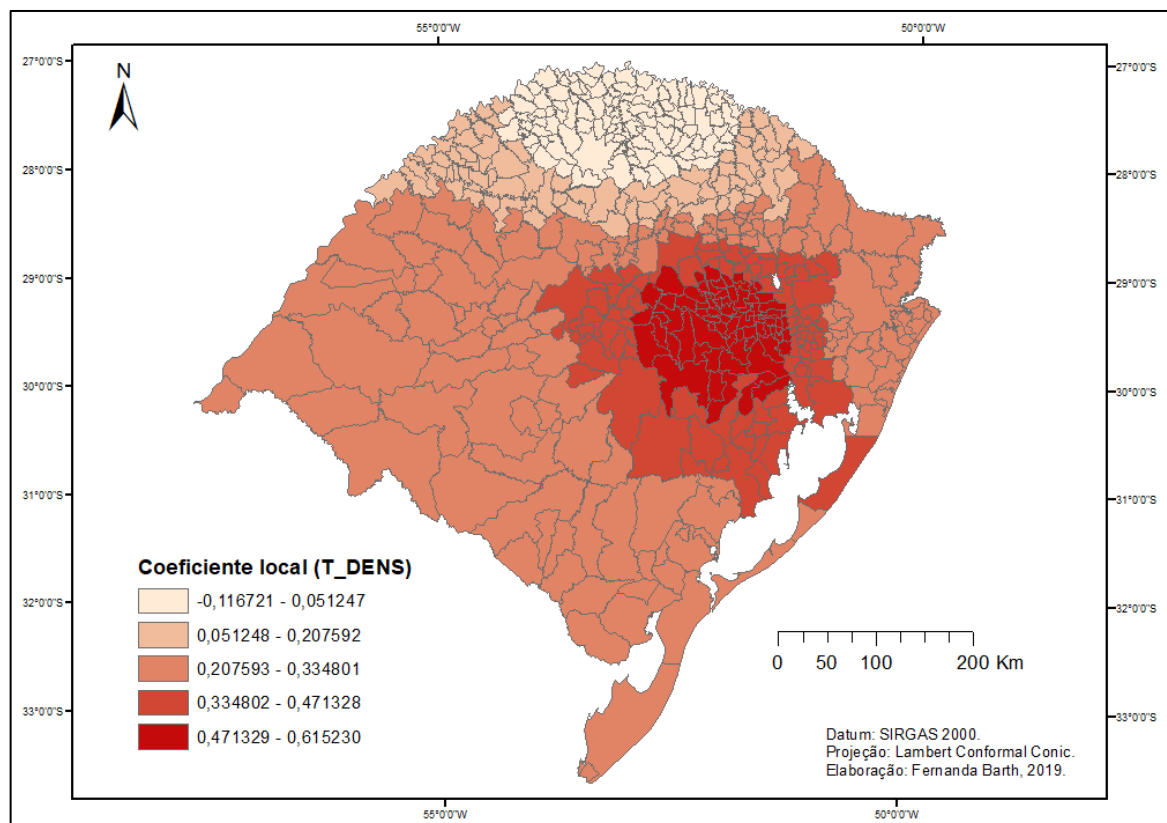 55°0'0"S
50°0'0"S
27°0'0"S
27°0'0"S
N
28°0'0"S
28°0'0"S
29°0'0"S
29°0'0"S
30°0'0"S
30°0'0"S
31°0'0"S
31°0'0"S
Coeficiente local (T_DENS)
-0,116721 - 0,051247
0,051248 - 0,207592
0,207593 - 0,334801
0,334802 - 0,471328
0,471329 - 0,615230
32°0'0"S
32°0'0"S
0 50 100 200 Km
33°0'0"S
33°0'0"S
Datum: SIRGAS 2000.
Projeção: Lambert Conformal Conic.
Elaboração: Fernanda Barth, 2019.
55°0'0"S
50°0'0"S